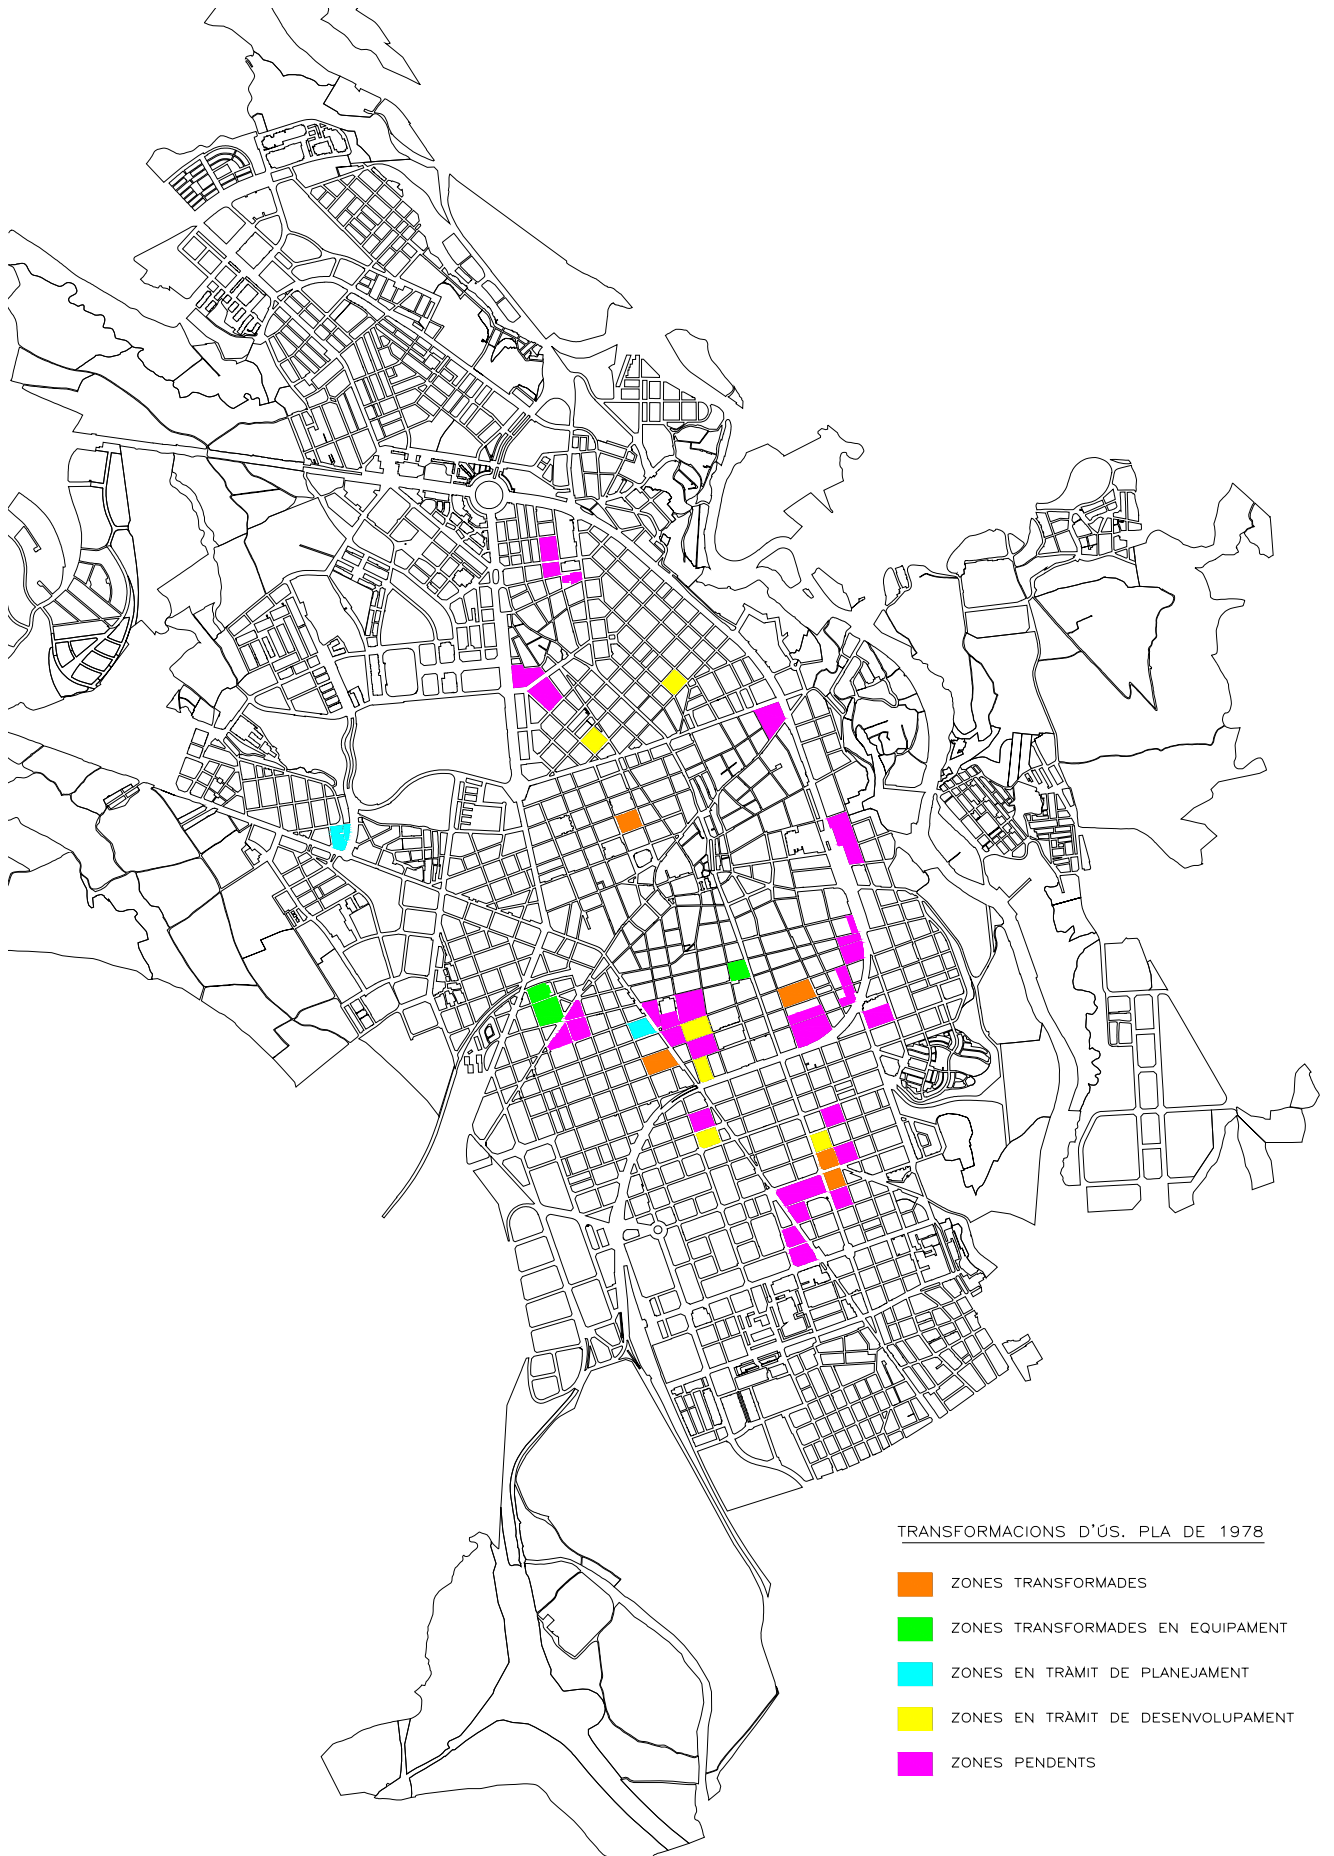 TRANSFORMACIONS D'ÚS. PLA DE 1978
ZONES TRANSFORMADES
ZONES TRANSFORMADES EN EQUIPAMENT
ZONES EN TRÀMIT DE PLANEJAMENT
ZONES EN TRÀMIT DE DESENVOLUPAMENT
ZONES PENDENTS